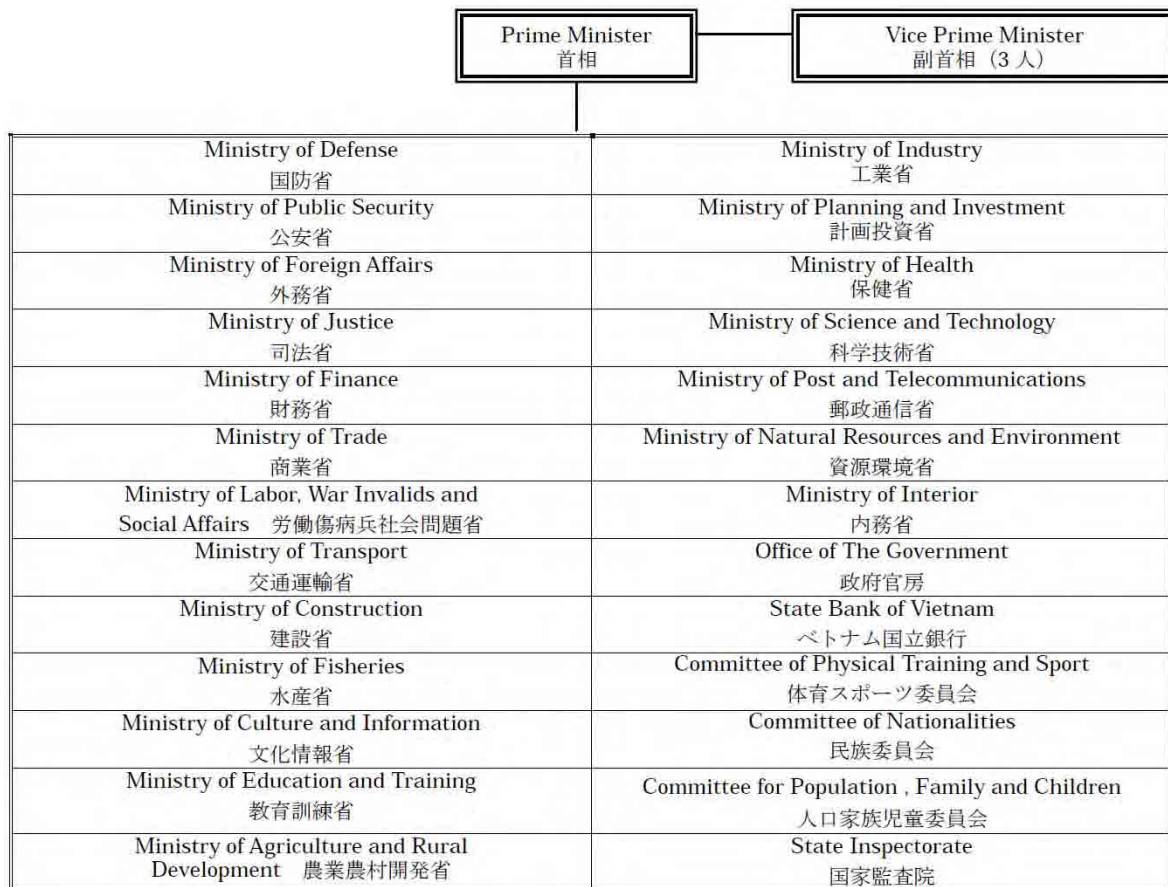 Prime Minister
首相
Vice Prime Minister
副首相（3 人）
Ministry of Defense
国防省
Ministry of Industry
工業省
Ministry of Public Security
公安省
Ministry of Planning and Investment
計画投資省
Ministry of Foreign Affairs
外務省
Ministry of Health
保健省
Ministry of Justice
司法省
Ministry of Science and Technology
科学技術省
Ministry of Finance
財務省
Ministry of Post and Telecommunications
郵政通信省
Ministry of Trade
商業省
Ministry of Natural Resources and Environment
資源環境省
Ministry of Labor, War Invalids and
Social Affairs　労働傷病兵社会問題省
Ministry of Interior
内務省
Ministry of Transport
交通運輸省
Office of The Government
政府官房
Ministry of Construction
建設省
State Bank of Vietnam
ベトナム国立銀行
Ministry of Fisheries
水産省
Committee of Physical Training and Sport
体育スポーツ委員会
Ministry of Culture and Information
文化情報省
Committee of Nationalities
民族委員会
Ministry of Education and Training
教育訓練省
Committee for Population , Family and Children
人口家族児童委員会
Ministry of Agriculture and Rural
Development　農業農村開発省
State Inspectorate
国家監査院